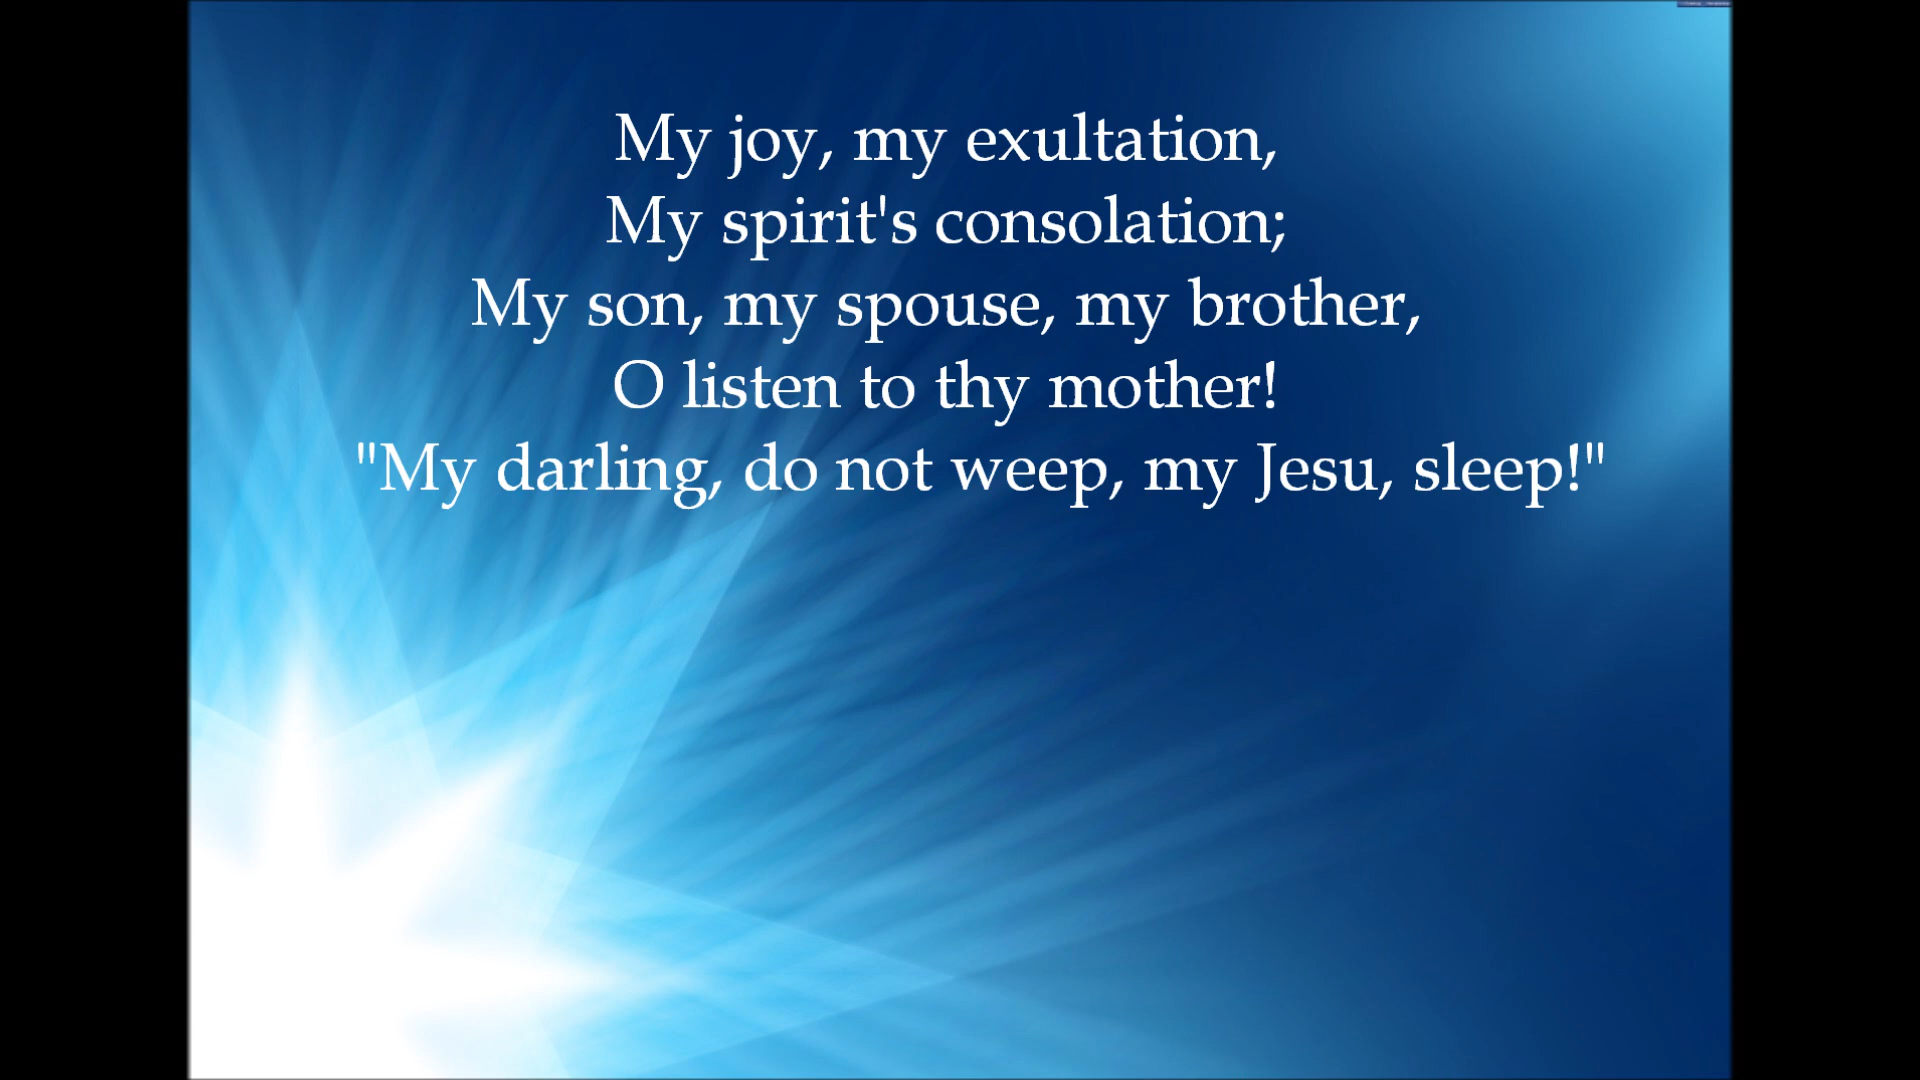 My joy, my exultation,
My spirit's consolation;
My son, my spouse, my brother,
O listen to thy mother!
"My darling, do not weep, my Jesu, sleep!"